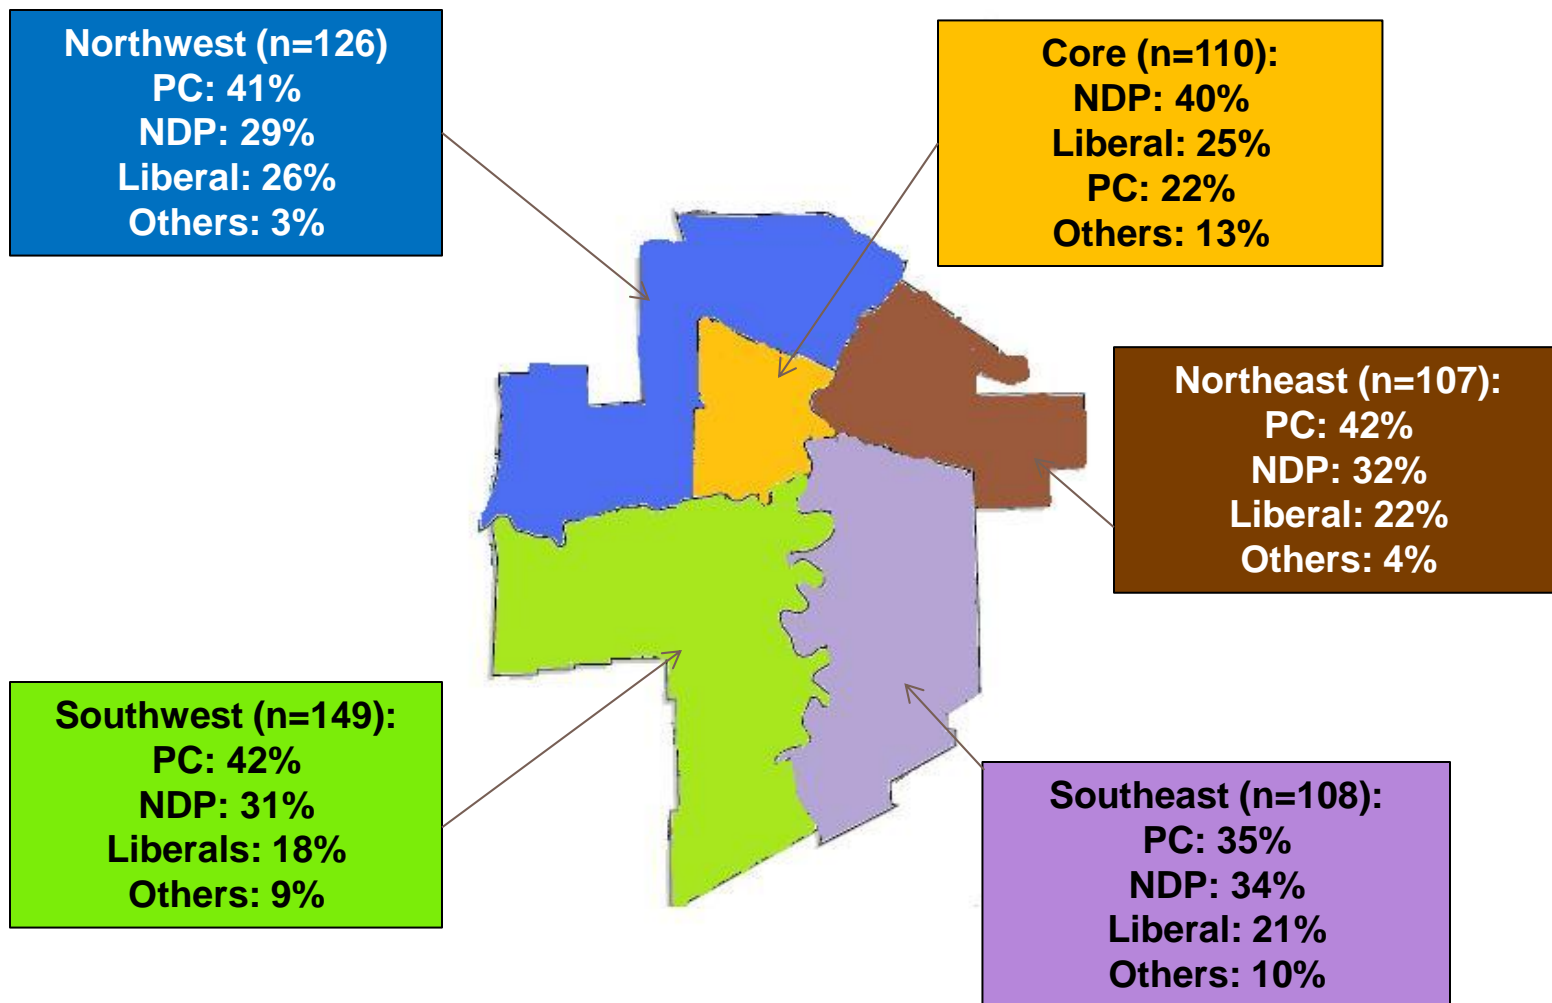 Northwest (n=126)
PC: 41%
NDP: 29%
Liberal: 26%
Others: 3%
Core (n=110):
NDP: 40%
Liberal: 25%
PC: 22%
Others: 13%
Northeast (n=107):
PC: 42%
NDP: 32%
Liberal: 22%
Others: 4%
Southwest (n=149):
PC: 42%
NDP: 31%
Liberals: 18%
Others: 9%
Southeast (n=108):
PC: 35%
NDP: 34%
Liberal: 21%
Others: 10%